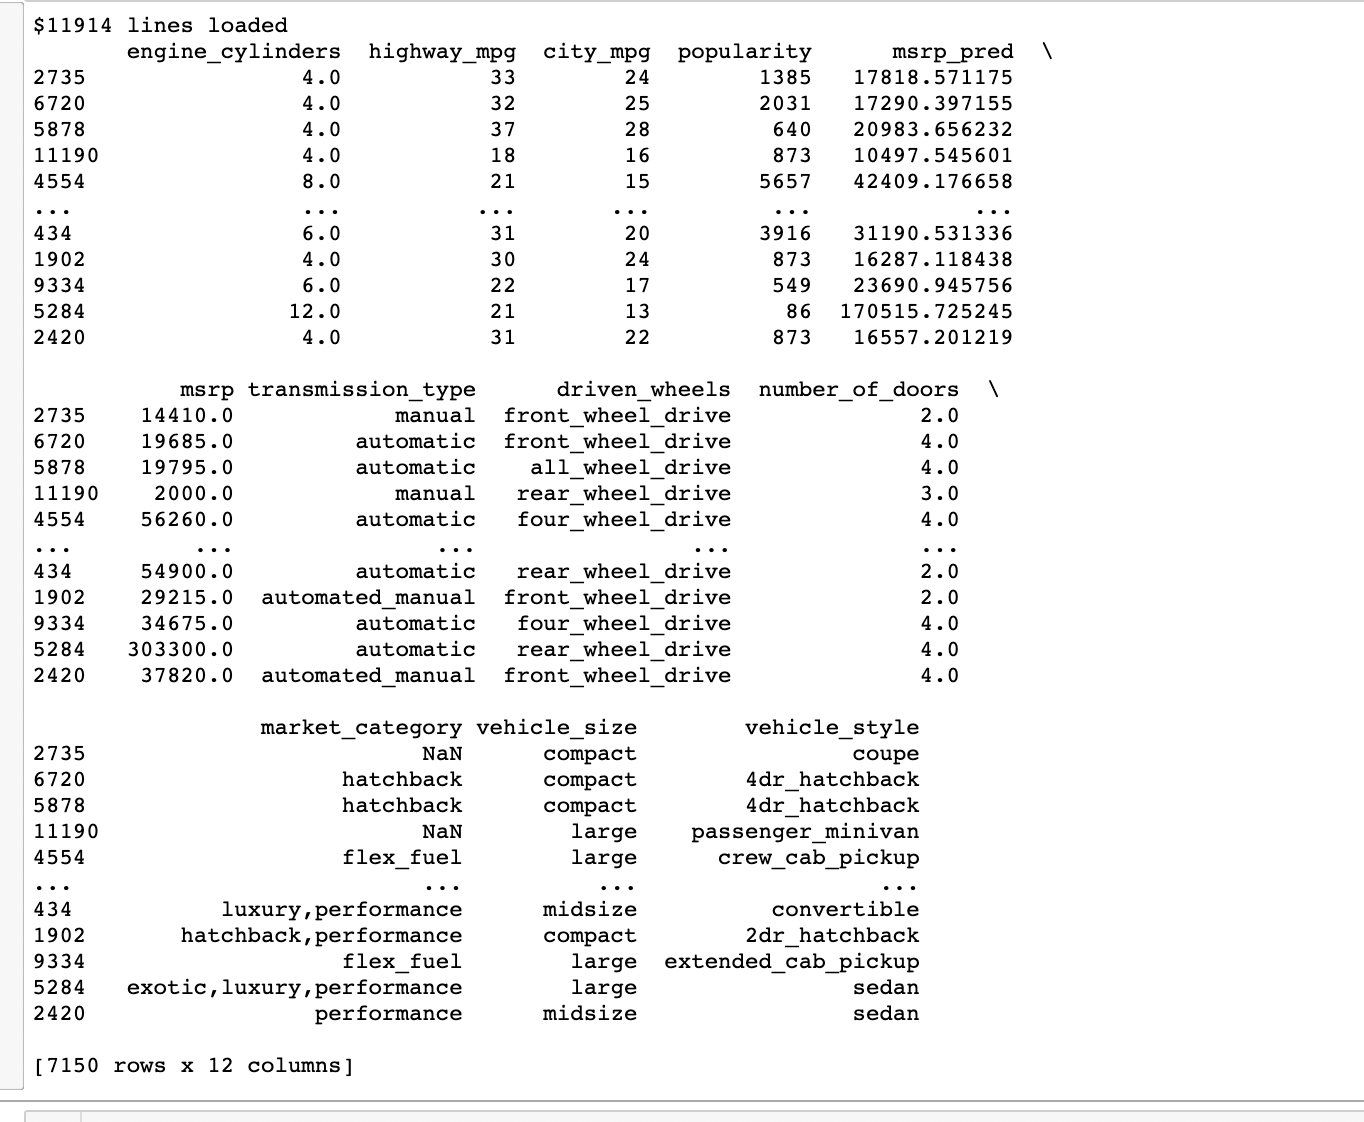 $11914 lines loaded
       engine_cylinders  highway_mpg  city_mpg  popularity      msrp_pred  \
2735                4.0           33        24        1385   17818.571175
6720                4.0           32        25        2031   17290.397155
5878                4.0           37        28         640   20983.656232
11190               4.0           18        16         873   10497.545601
4554                8.0           21        15        5657   42409.176658
...                 ...          ...       ...         ...            ...
434                 6.0           31        20        3916   31190.531336
1902                4.0           30        24         873   16287.118438
9334                6.0           22        17         549   23690.945756
5284               12.0           21        13          86  170515.725245
2420                4.0           31        22         873   16557.201219
           msrp transmission_type      driven_wheels  number_of_doors  \
2735    14410.0            manual  front_wheel_drive              2.0
6720    19685.0         automatic  front_wheel_drive              4.0
5878    19795.0         automatic    all_wheel_drive              4.0
11190    2000.0            manual   rear_wheel_drive              3.0
4554    56260.0         automatic   four_wheel_drive              4.0
...         ...               ...                ...              ...
434     54900.0         automatic   rear_wheel_drive              2.0
1902    29215.0  automated_manual  front_wheel_drive              2.0
9334    34675.0         automatic   four_wheel_drive              4.0
5284   303300.0         automatic   rear_wheel_drive              4.0
2420    37820.0  automated_manual  front_wheel_drive              4.0
                 market_category vehicle_size        vehicle_style
2735                         NaN      compact                coupe
6720                   hatchback      compact        4dr_hatchback
5878                   hatchback      compact        4dr_hatchback
11190                        NaN        large    passenger_minivan
4554                   flex_fuel        large      crew_cab_pickup
...                          ...          ...                  ...
434           luxury,performance      midsize          convertible
1902       hatchback,performance      compact        2dr_hatchback
9334                   flex_fuel        large  extended_cab_pickup
5284   exotic,luxury,performance        large                sedan
2420                 performance      midsize                sedan
[7150 rows x 12 columns]